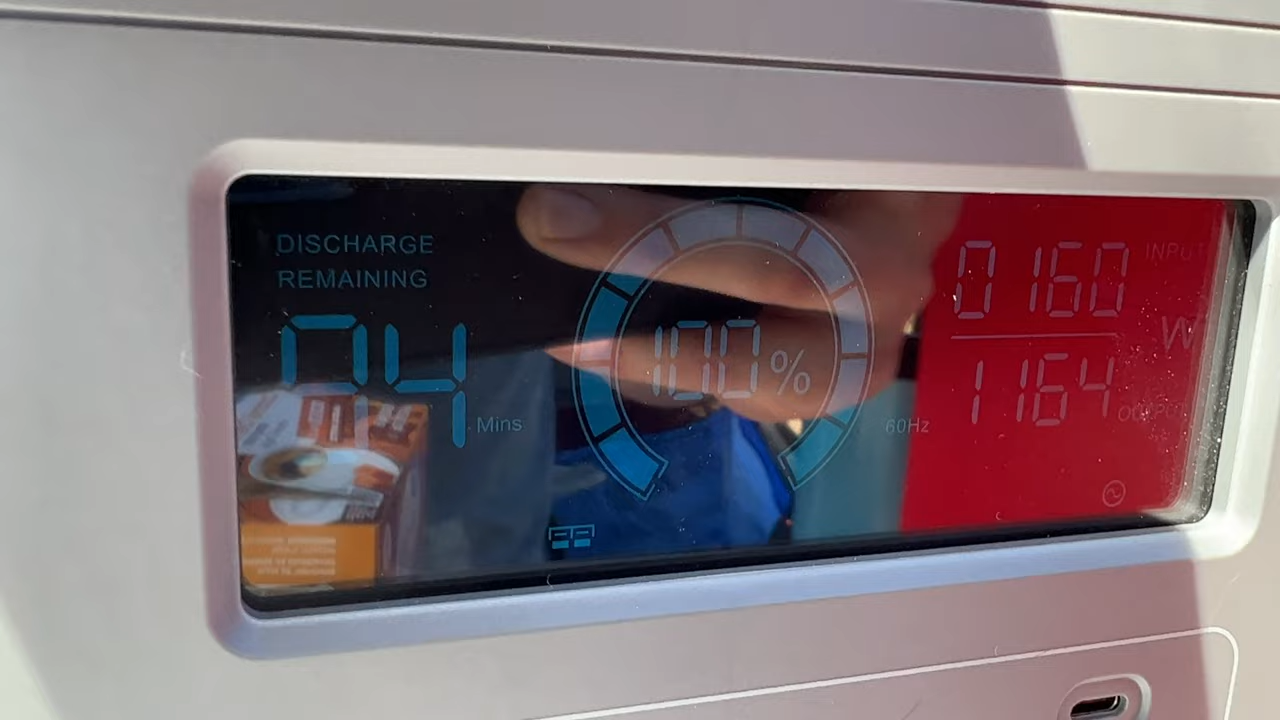 DISCHARGE
REMAINING
04 Mins
100%
60Hz
0160 INPUT
W
1164 OUTPUT